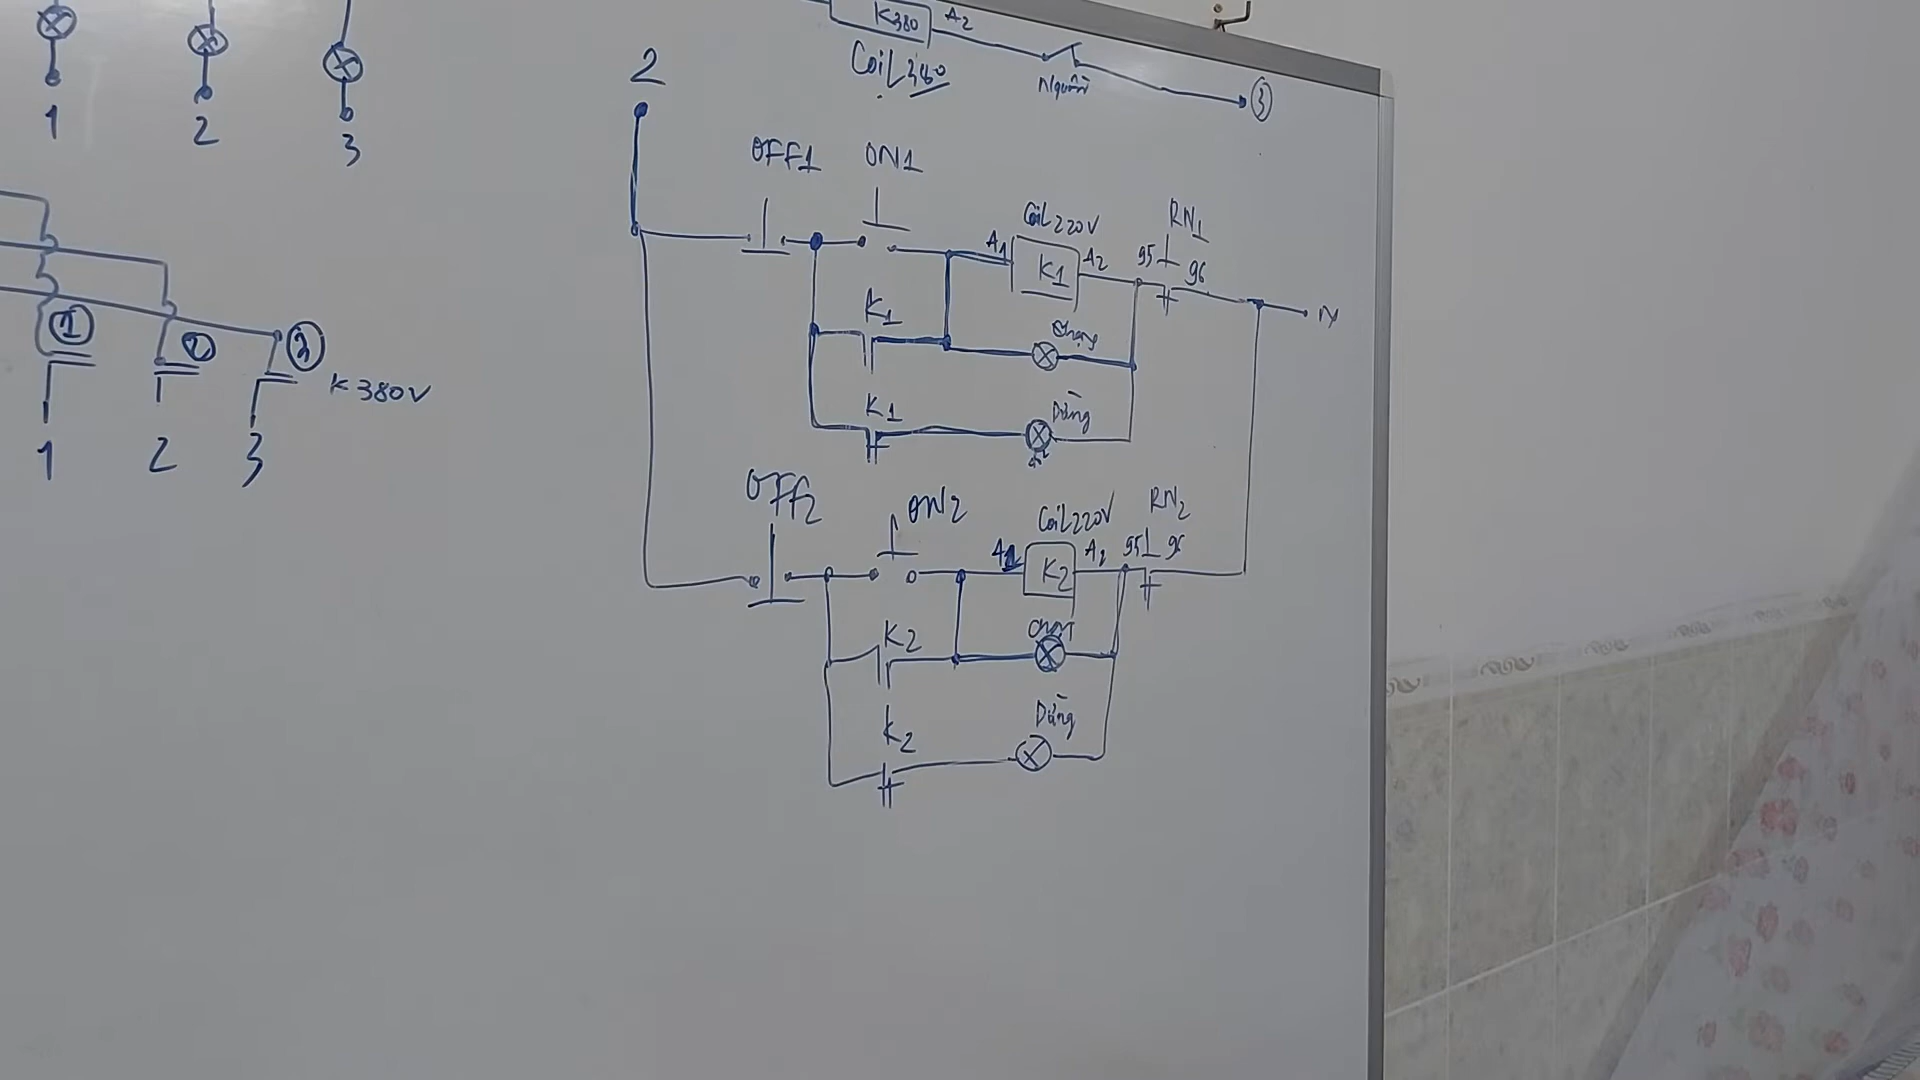 K380 A2
Coil 380
Nguồn
3
1
2
3
2
OFF1 ON1
Coil 220V
A1 K1 A2
RN1
95 96
N
K1
Chạy
K1
Dừng
1
2
3
K 380V
1 2 3
OFF2 ON2
Coil 220V
A1 K2 A2
RN2
95 96
K2
Chạy
K2
Dừng